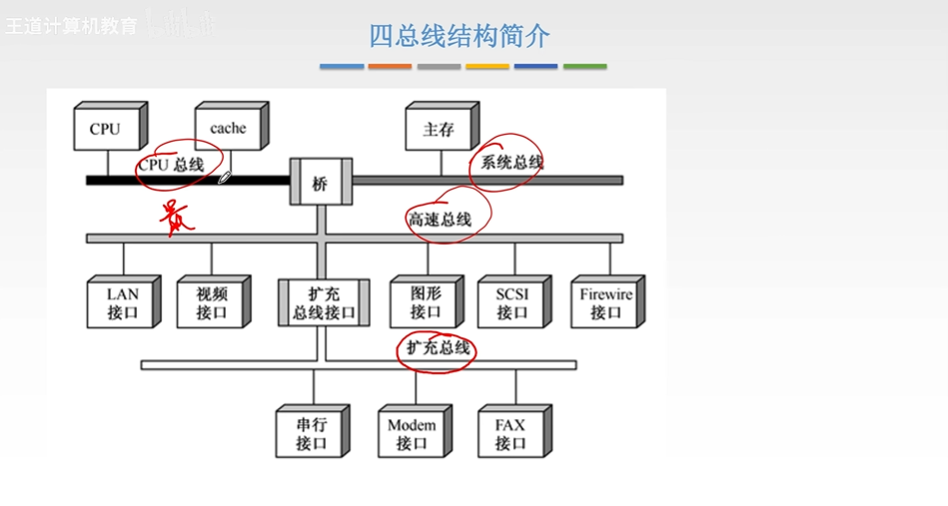 王道计算机教育
四总线结构简介
CPU
cache
主存
CPU 总线
系统总线
桥
最
高速总线
LAN
接口
视频
接口
扩充
总线接口
图形
接口
SCSI
接口
Firewire
接口
扩充总线
串行
接口
Modem
接口
FAX
接口